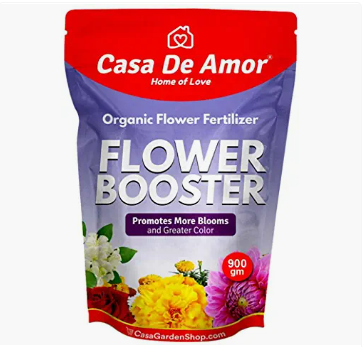 Casa De Amor®
Home of Love
Organic Flower Fertilizer
FLOWER
BOOSTER
Promotes More Blooms
and Greater Color
900
gm
CasaGardenShop.com